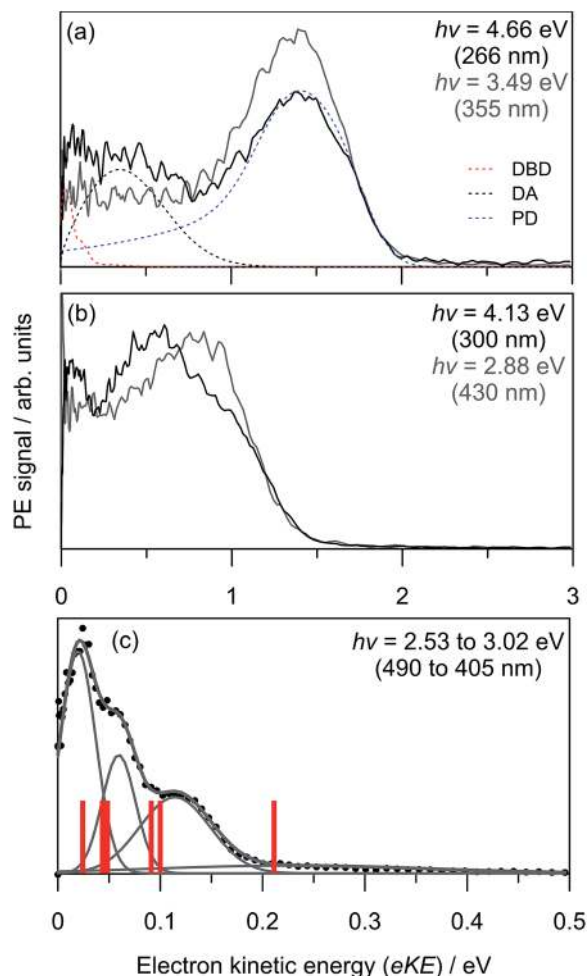 (a)
hν = 4.66 eV
(266 nm)
hν = 3.49 eV
(355 nm)
DBD
DA
PD
PE signal / arb. units
(b)
hν = 4.13 eV
(300 nm)
hν = 2.88 eV
(430 nm)
0 1 2 3
(c)
hν = 2.53 to 3.02 eV
(490 to 405 nm)
0 0.1 0.2 0.3 0.4 0.5
Electron kinetic energy (eKE) / eV